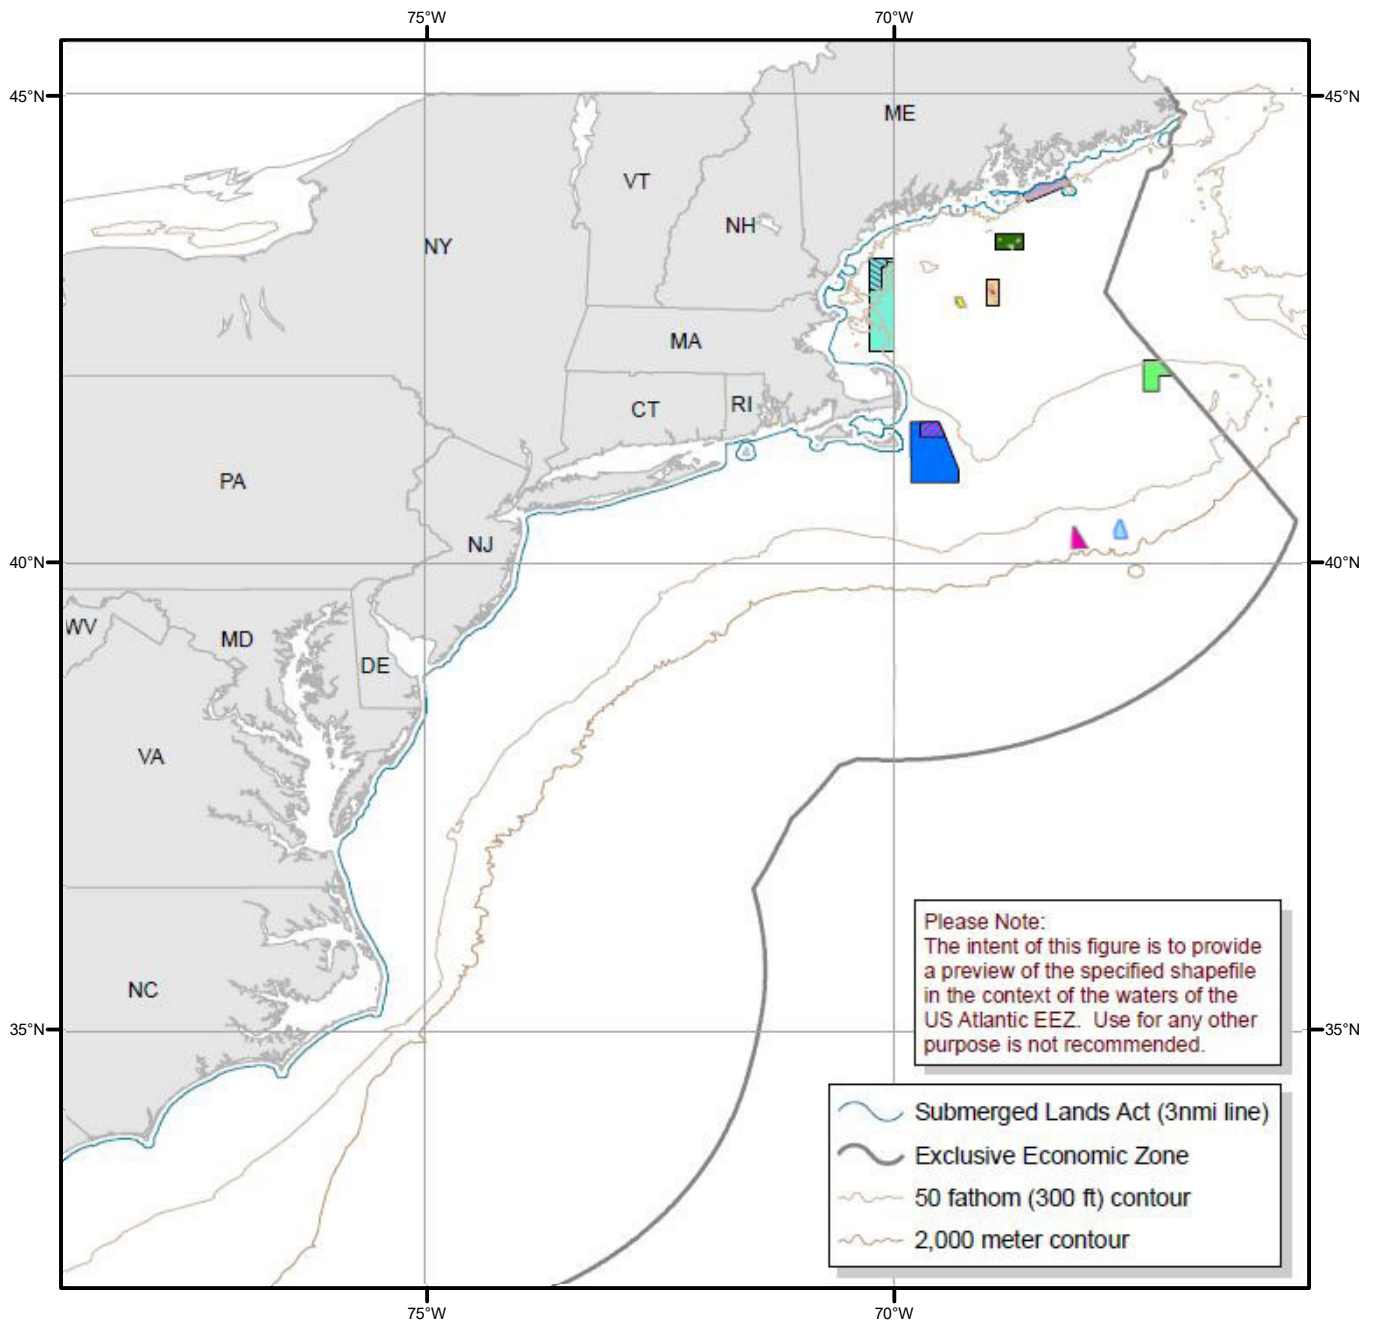 75°W
70°W
45°N
45°N
ME
VT
NH
NY
MA
CT
RI
PA
NJ
40°N
40°N
WV
MD
DE
VA
NC
35°N
35°N
Please Note:
The intent of this figure is to provide
a preview of the specified shapefile
in the context of the waters of the
US Atlantic EEZ. Use for any other
purpose is not recommended.
Submerged Lands Act (3nmi line)
Exclusive Economic Zone
50 fathom (300 ft) contour
2,000 meter contour
75°W
70°W